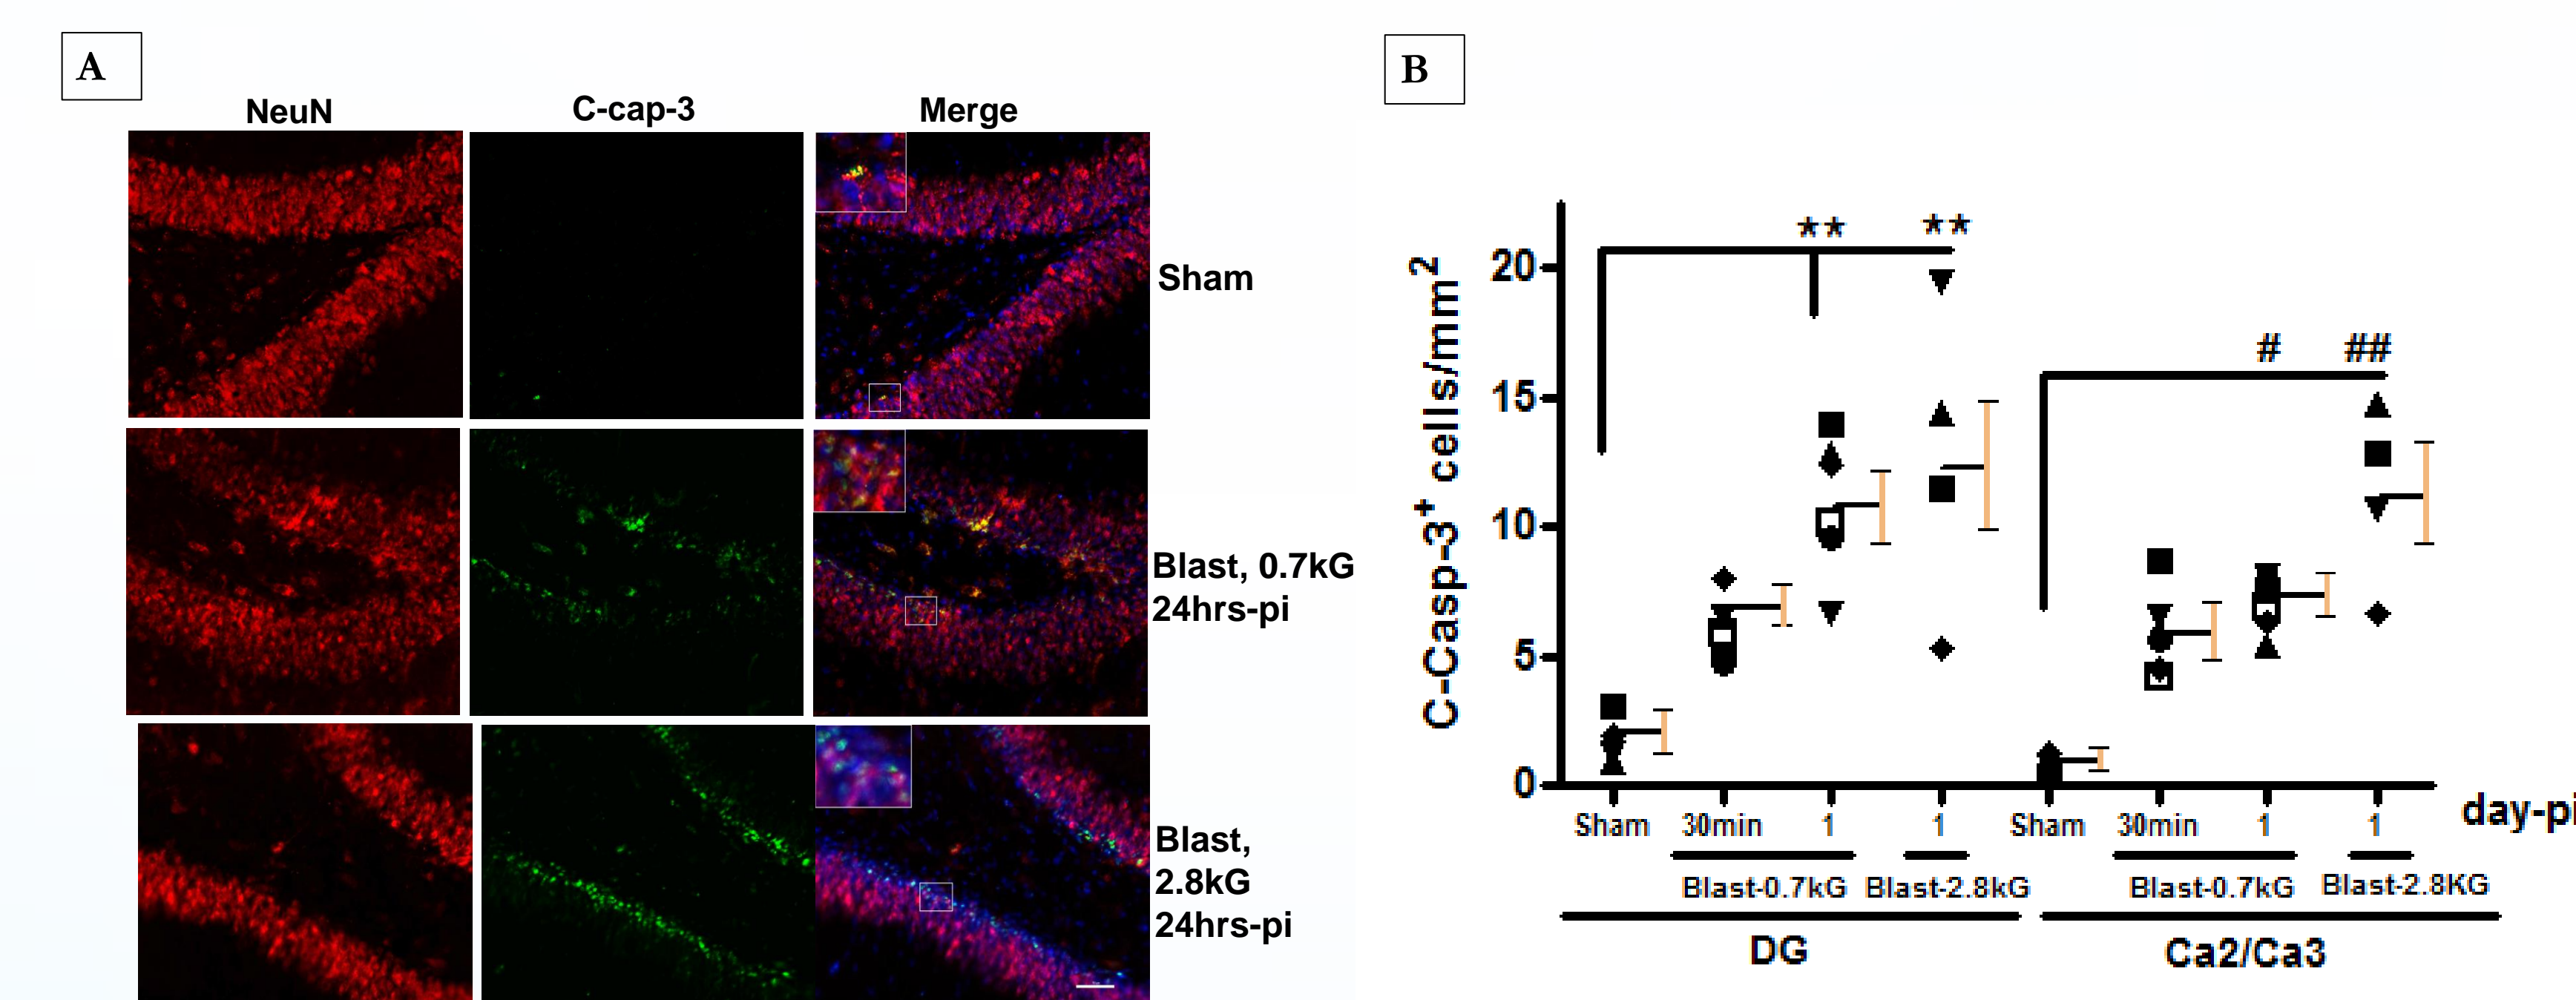 A
NeuN
C-cap-3
Merge
Sham
Blast, 0.7kG
24hrs-pi
Blast,
2.8kG
24hrs-pi
B
C-Casp-3⁺ cells/mm²
20
15
10
5
0
** **
# ##
Sham 30min 1 1 Sham 30min 1 1 day-pi
Blast-0.7kG Blast-2.8kG Blast-0.7kG Blast-2.8KG
DG Ca2/Ca3